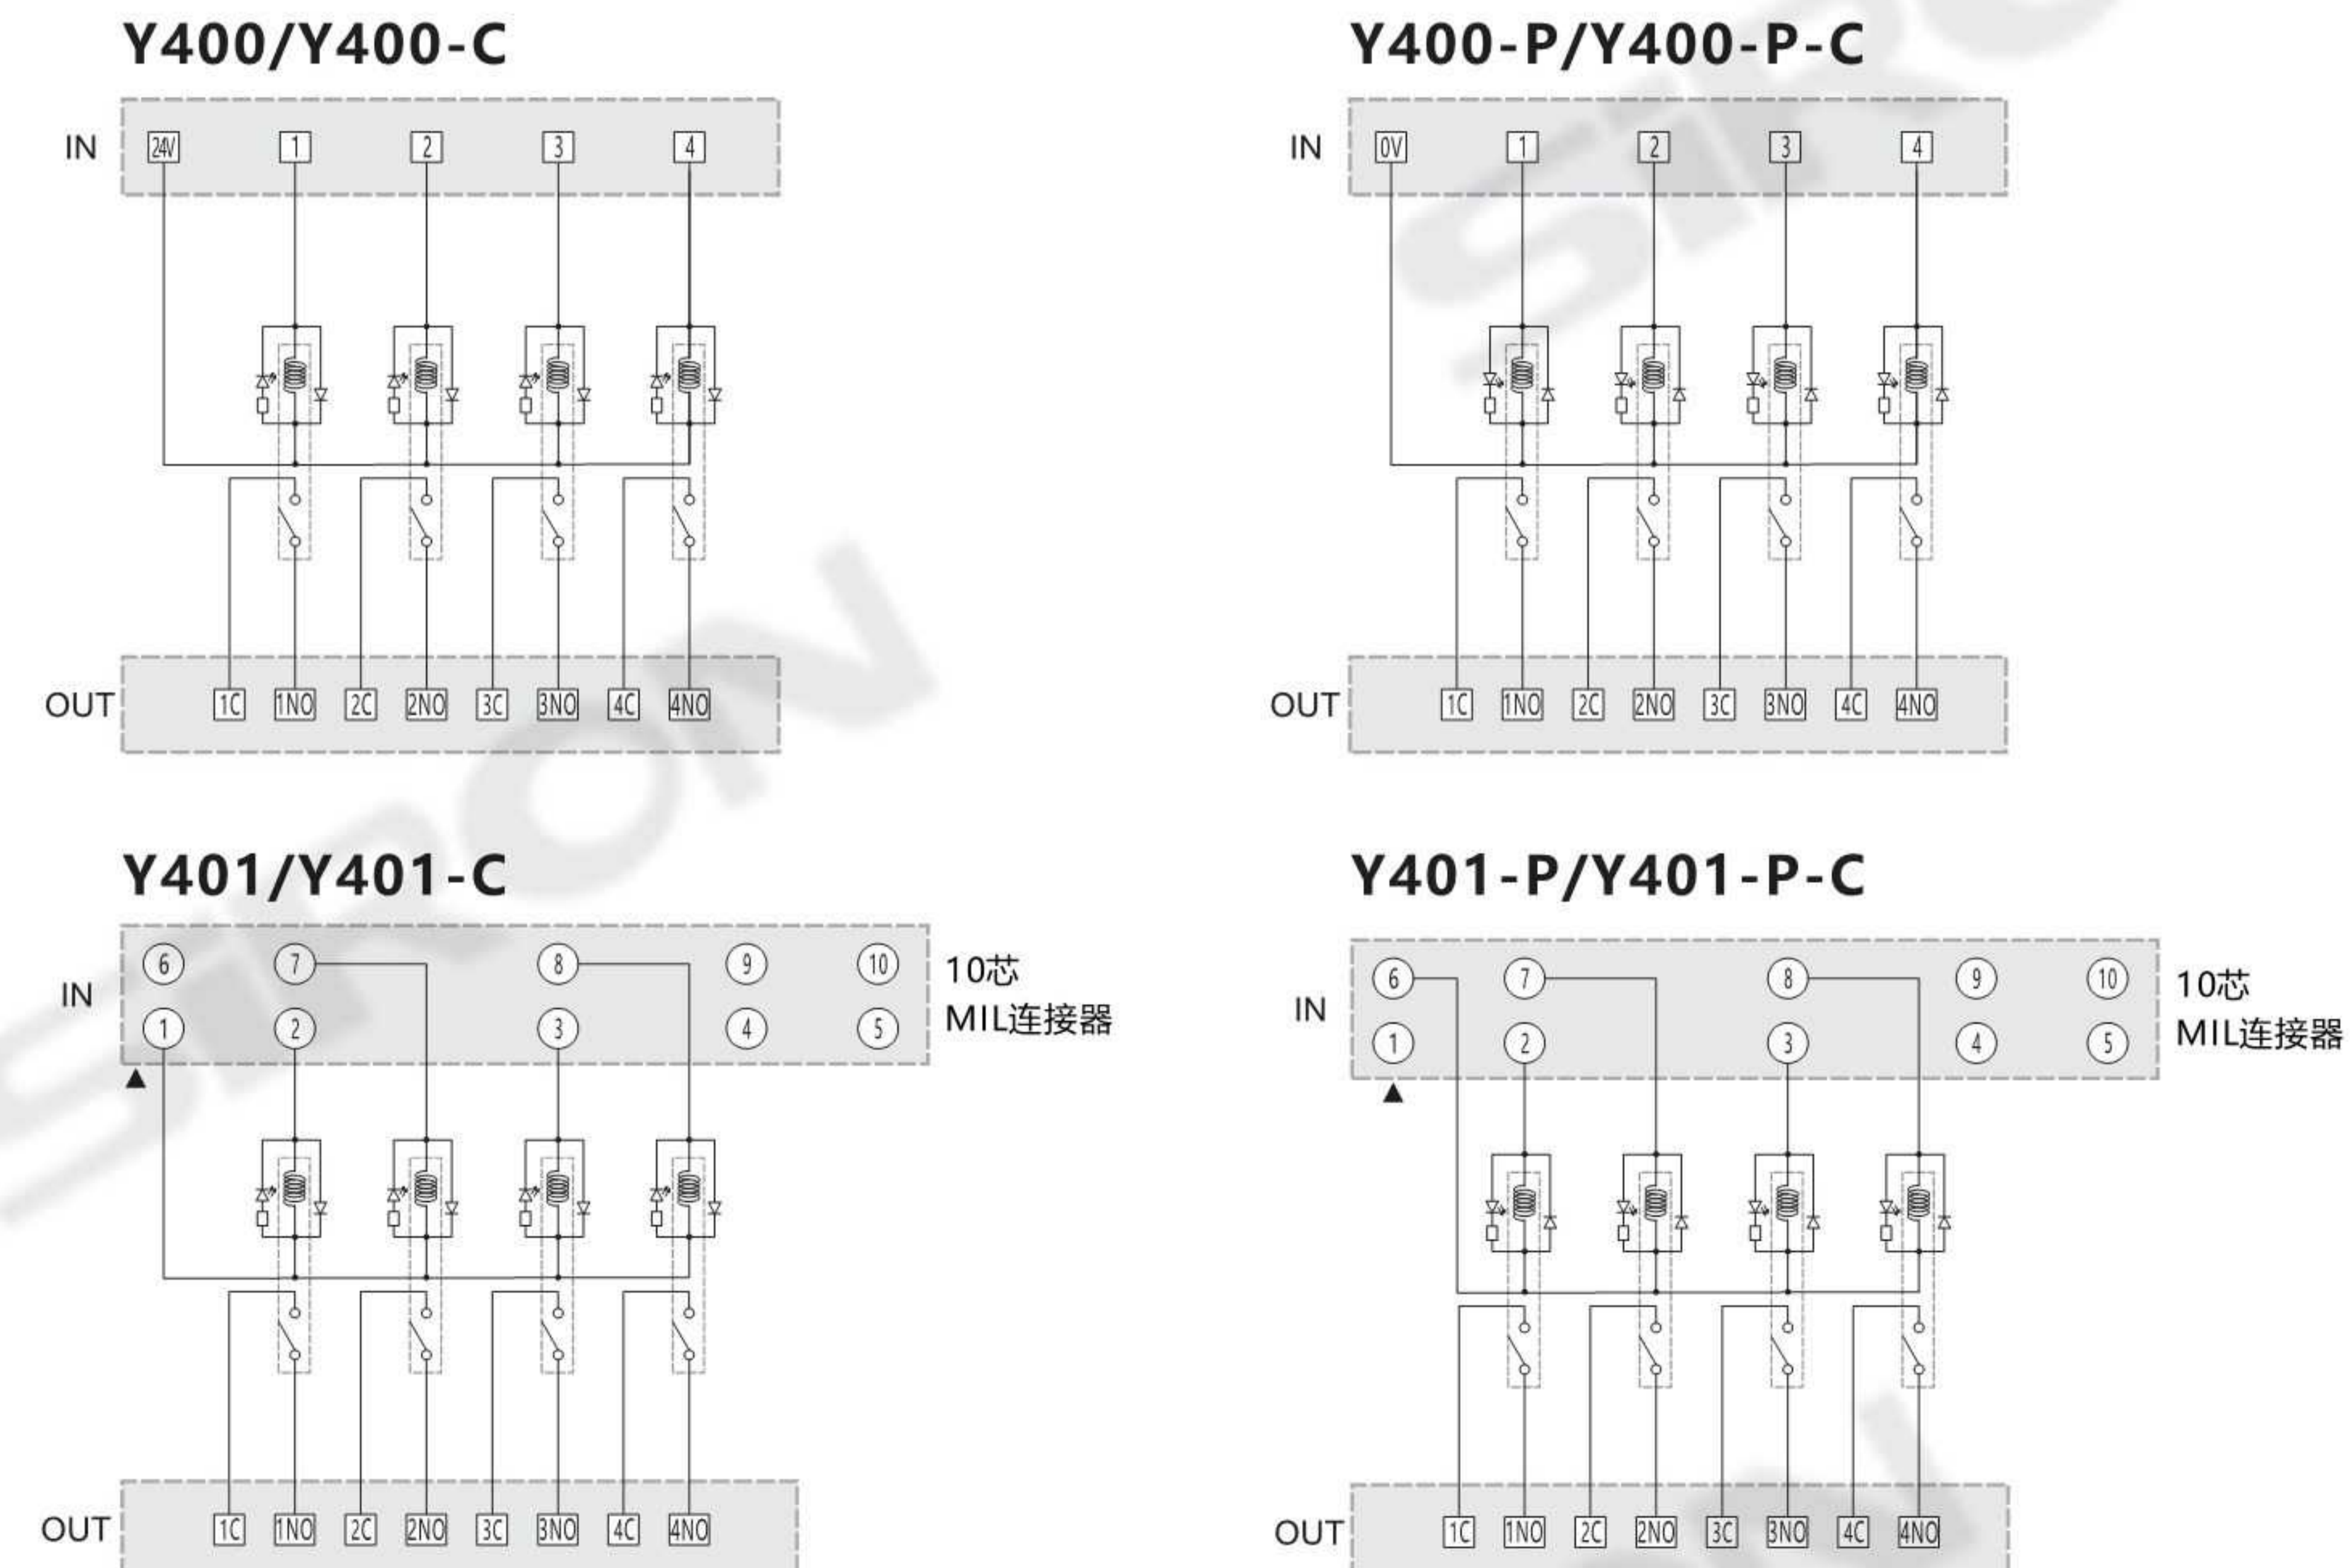 Y400/Y400-C
IN 24V 1 2 3 4
OUT 1C 1NO 2C 2NO 3C 3NO 4C 4NO
Y400-P/Y400-P-C
IN 0V 1 2 3 4
OUT 1C 1NO 2C 2NO 3C 3NO 4C 4NO
Y401/Y401-C
6 7 8 9 10 10芯
IN
1 2 3 4 5 MIL连接器
▲
OUT 1C 1NO 2C 2NO 3C 3NO 4C 4NO
Y401-P/Y401-P-C
6 7 8 9 10 10芯
IN
1 2 3 4 5 MIL连接器
▲
OUT 1C 1NO 2C 2NO 3C 3NO 4C 4NO
SiRON